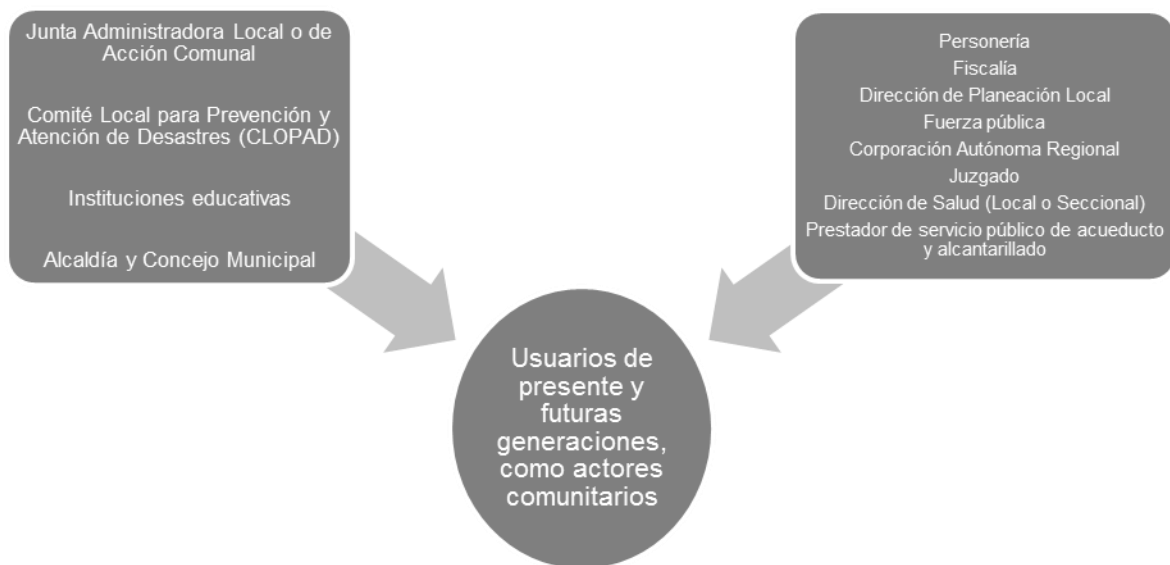 Junta Administradora Local o de
Acción Comunal
Comité Local para Prevención y
Atención de Desastres (CLOPAD)
Instituciones educativas
Alcaldía y Concejo Municipal
Personería
Fiscalía
Dirección de Planeación Local
Fuerza pública
Corporación Autónoma Regional
Juzgado
Dirección de Salud (Local o Seccional)
Prestador de servicio público de acueducto
y alcantarillado
Usuarios de
presente y
futuras
generaciones,
como actores
comunitarios